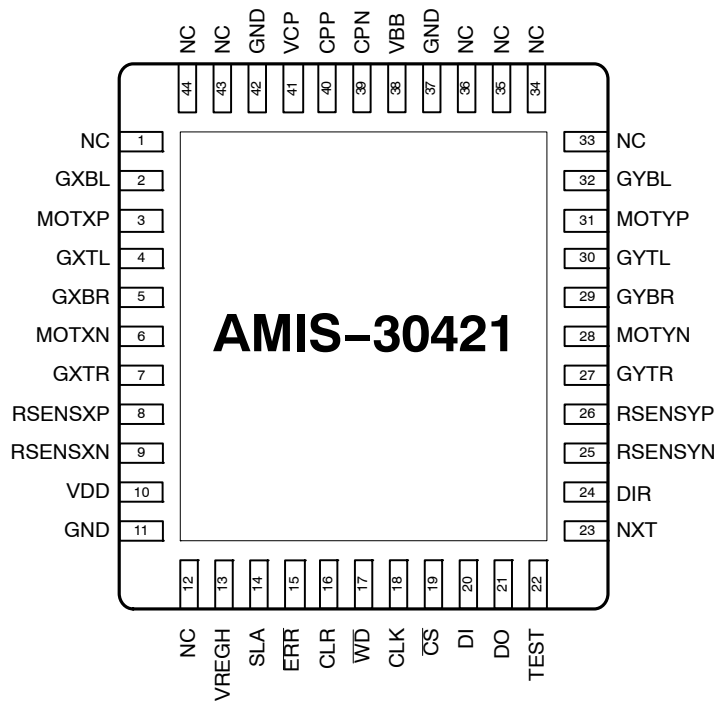 NC
NC
GND
VCP
CPP
CPN
VBB
GND
NC
NC
NC
44
43
42
41
40
39
38
37
36
35
34
NC 1
GXBL 2
MOTXP 3
GXTL 4
GXBR 5
MOTXN 6
GXTR 7
RSENSXP 8
RSENSXN 9
VDD 10
GND 11
AMIS–30421
33 NC
32 GYBL
31 MOTYP
30 GYTL
29 GYBR
28 MOTYN
27 GYTR
26 RSENSYP
25 RSENSYN
24 DIR
23 NXT
12
13
14
15
16
17
18
19
20
21
22
NC
VREGH
SLA
ERR
CLR
WD
CLK
CS
DI
DO
TEST